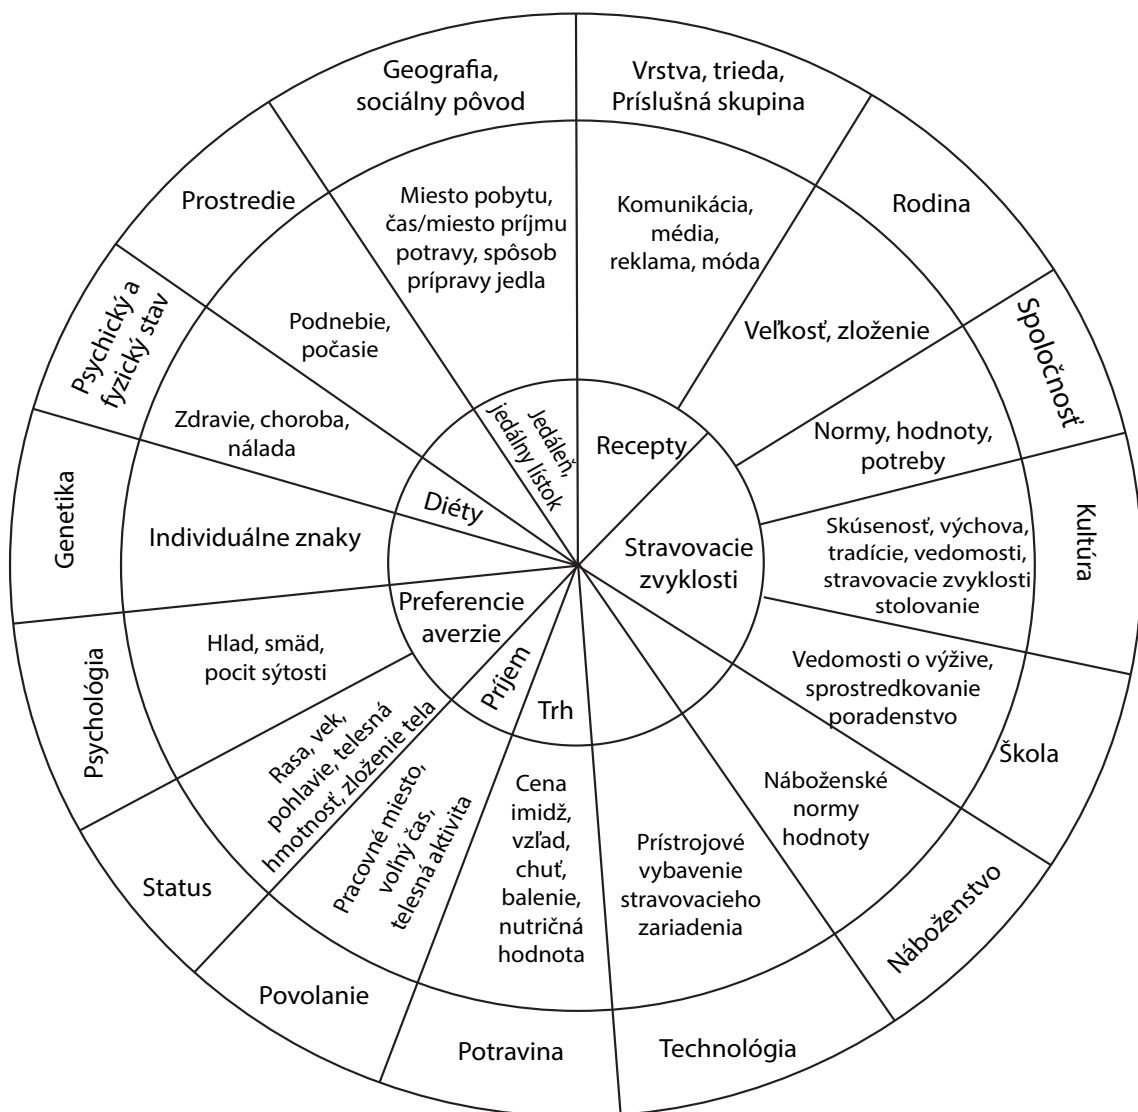 Geografia,
sociálny pôvod
Vrstva, trieda,
Príslušná skupina
Rodina
Spoločnosť
Kultúra
Škola
Náboženstvo
Technológia
Potravina
Povolanie
Status
Psychológia
Genetika
Psychický a
fyzický stav
Prostredie
Miesto pobytu,
čas/miesto príjmu
potravy, spôsob
prípravy jedla
Komunikácia,
média,
reklama, móda
Veľkosť, zloženie
Normy, hodnoty,
potreby
Skúsenosť, výchova,
tradície, vedomosti,
stravovacie zvyklosti
stolovanie
Vedomosti o výžive,
sprostredkovanie
poradenstvo
Náboženské
normy
hodnoty
Prístrojové
vybavenie
stravovacieho
zariadenia
Cena
imidž,
vzľad,
chuť,
balenie,
nutričná
hodnota
Pracovné miesto,
voľný čas,
telesná aktivita
Rasa, vek,
pohlavie, telesná
hmotnosť, zloženie tela
Hlad, smäd,
pocit sýtosti
Individuálne znaky
Zdravie, choroba,
nálada
Podnebie,
počasie
Jedáleň,
jedálny lístok
Recepty
Stravovacie
zvyklosti
Trh
Príjem
Preferencie
averzie
Diéty